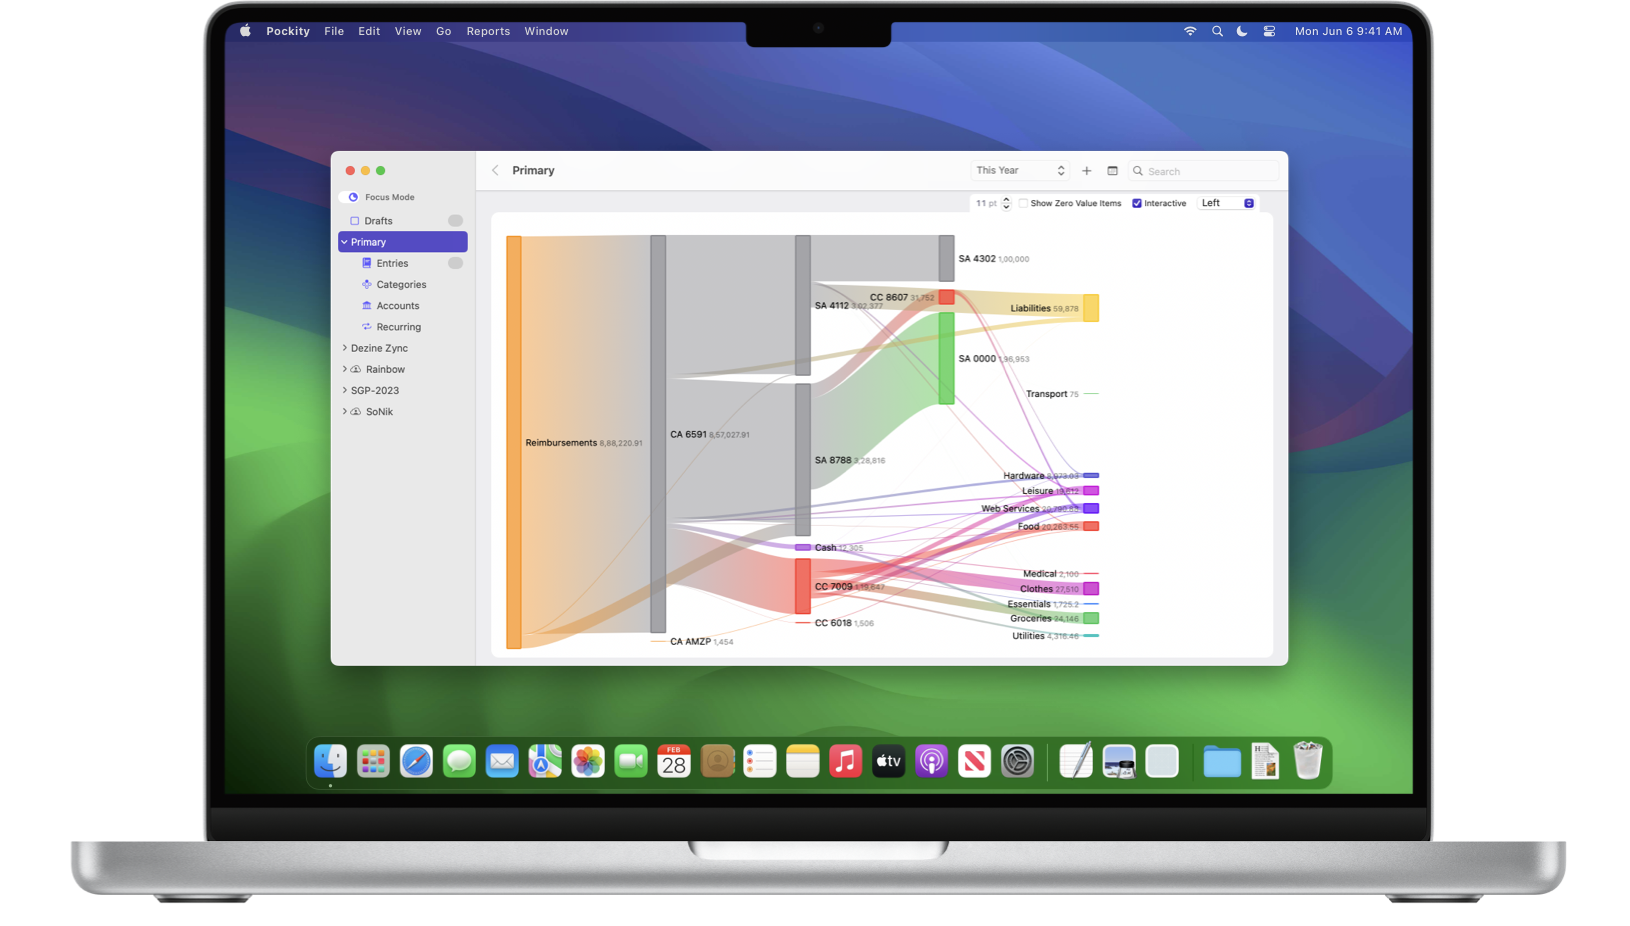 Pockity File Edit View Go Reports Window
Mon Jun 6 9:41 AM
Primary
This Year
Search
Focus Mode
11 pt
Show Zero Value Items
Interactive
Left
Drafts
Primary
Entries
Categories
Accounts
Recurring
Dezine Zync
Rainbow
SGP-2023
SoNik
SA 4302 1,00,000
CC 8607 31,752
SA 4112 3,02,377
Liabilities 59,878
SA 0000 1,96,953
Transport 75
CA 6591 8,57,027.91
Reimbursements 8,88,220.91
SA 8788 3,28,816
Hardware
Leisure
Web Services
Food 20,263.55
Cash 12,305
Medical 2,100
CC 7009
Clothes 27,510
Essentials 1,725.2
Groceries 24,146
CC 6018 1,506
Utilities 4,316.46
CA AMZP 1,454
FEB
28
tv